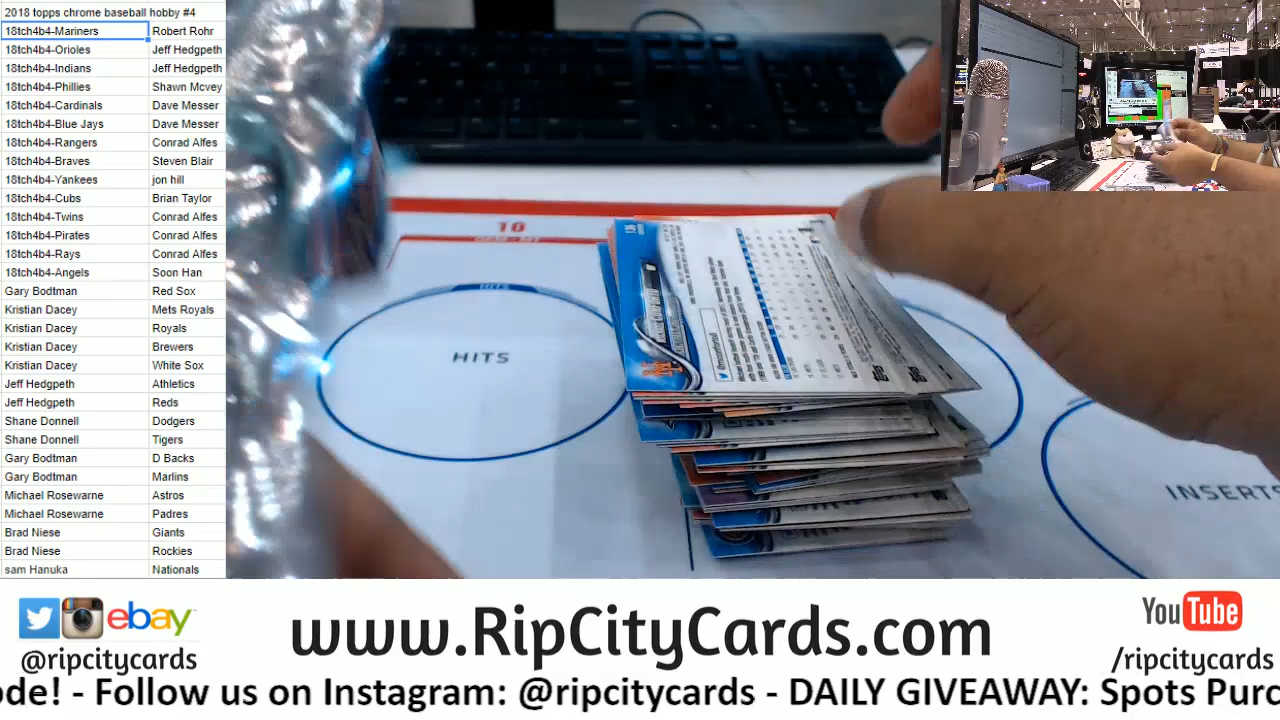 2018 topps chrome baseball hobby #4
18tch4b4-Mariners Robert Rohr
18tch4b4-Orioles Jeff Hedgpeth
18tch4b4-Indians Jeff Hedgpeth
18tch4b4-Phillies Shawn Mcvey
18tch4b4-Cardinals Dave Messer
18tch4b4-Blue Jays Dave Messer
18tch4b4-Rangers Conrad Alfes
18tch4b4-Braves Steven Blair
18tch4b4-Yankees jon hill
18tch4b4-Cubs Brian Taylor
18tch4b4-Twins Conrad Alfes
18tch4b4-Pirates Conrad Alfes
18tch4b4-Rays Conrad Alfes
18tch4b4-Angels Soon Han
Gary Bodtman Red Sox
Kristian Dacey Mets Royals
Kristian Dacey Royals
Kristian Dacey Brewers
Kristian Dacey White Sox
Jeff Hedgpeth Athletics
Jeff Hedgpeth Reds
Shane Donnell Dodgers
Shane Donnell Tigers
Gary Bodtman D Backs
Gary Bodtman Marlins
Michael Rosewarne Astros
Michael Rosewarne Padres
Brad Niese Giants
Brad Niese Rockies
sam Hanuka Nationals
10
GEM-MT
HITS
HITS
INSERTS
ebay
@ripcitycards
www.RipCityCards.com
YouTube
/ripcitycards
ode! - Follow us on Instagram: @ripcitycards - DAILY GIVEAWAY: Spots Purc